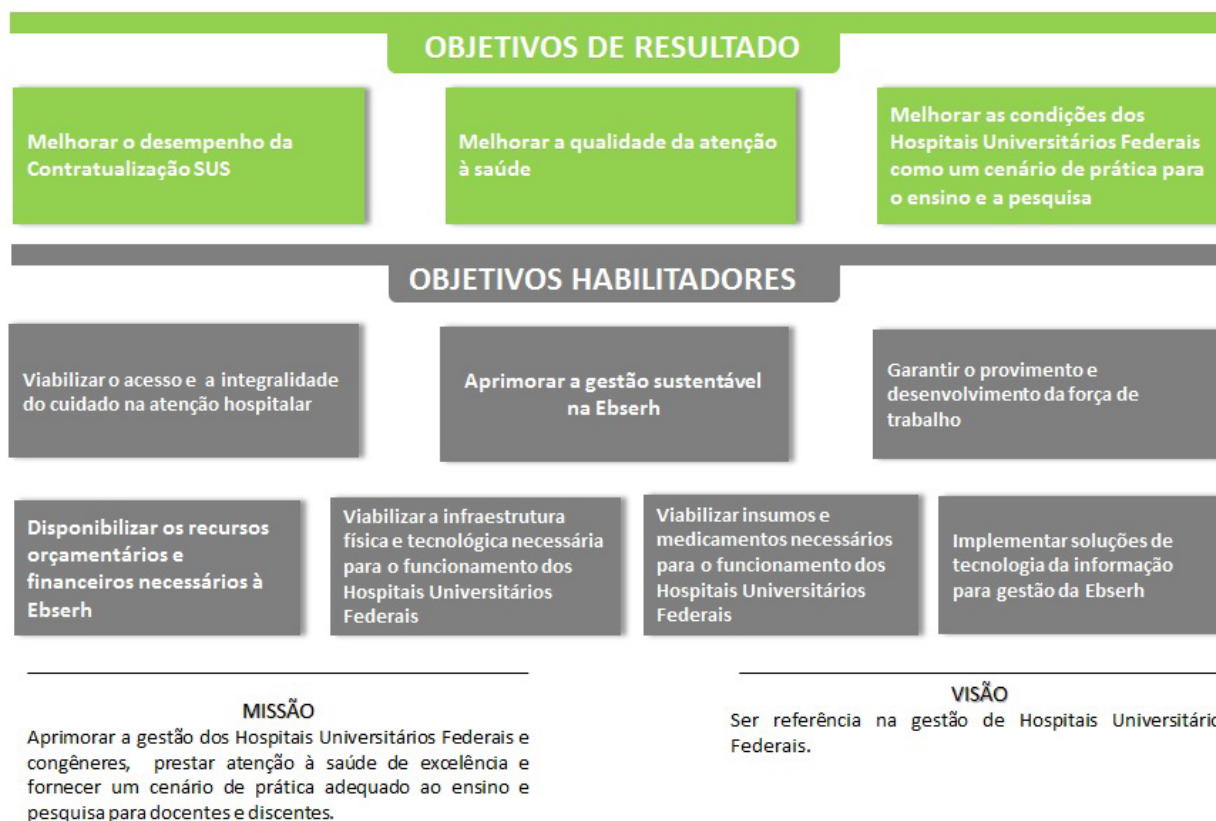 OBJETIVOS DE RESULTADO
Melhorar o desempenho da
Contratualização SUS
Melhorar a qualidade da atenção
à saúde
Melhorar as condições dos
Hospitais Universitários Federais
como um cenário de prática para
o ensino e a pesquisa
OBJETIVOS HABILITADORES
Viabilizar o acesso e a integralidade
do cuidado na atenção hospitalar
Aprimorar a gestão sustentável
na Ebserh
Garantir o provimento e
desenvolvimento da força de
trabalho
Disponibilizar os recursos
orçamentários e
financeiros necessários à
Ebserh
Viabilizar a infraestrutura
física e tecnológica necessária
para o funcionamento dos
Hospitais Universitários
Federais
Viabilizar insumos e
medicamentos necessários
para o funcionamento dos
Hospitais Universitários
Federais
Implementar soluções de
tecnologia da informação
para gestão da Ebserh
MISSÃO
Aprimorar a gestão dos Hospitais Universitários Federais e
congêneres, prestar atenção à saúde de excelência e
fornecer um cenário de prática adequado ao ensino e
pesquisa para docentes e discentes.
VISÃO
Ser referência na gestão de Hospitais
Federais.